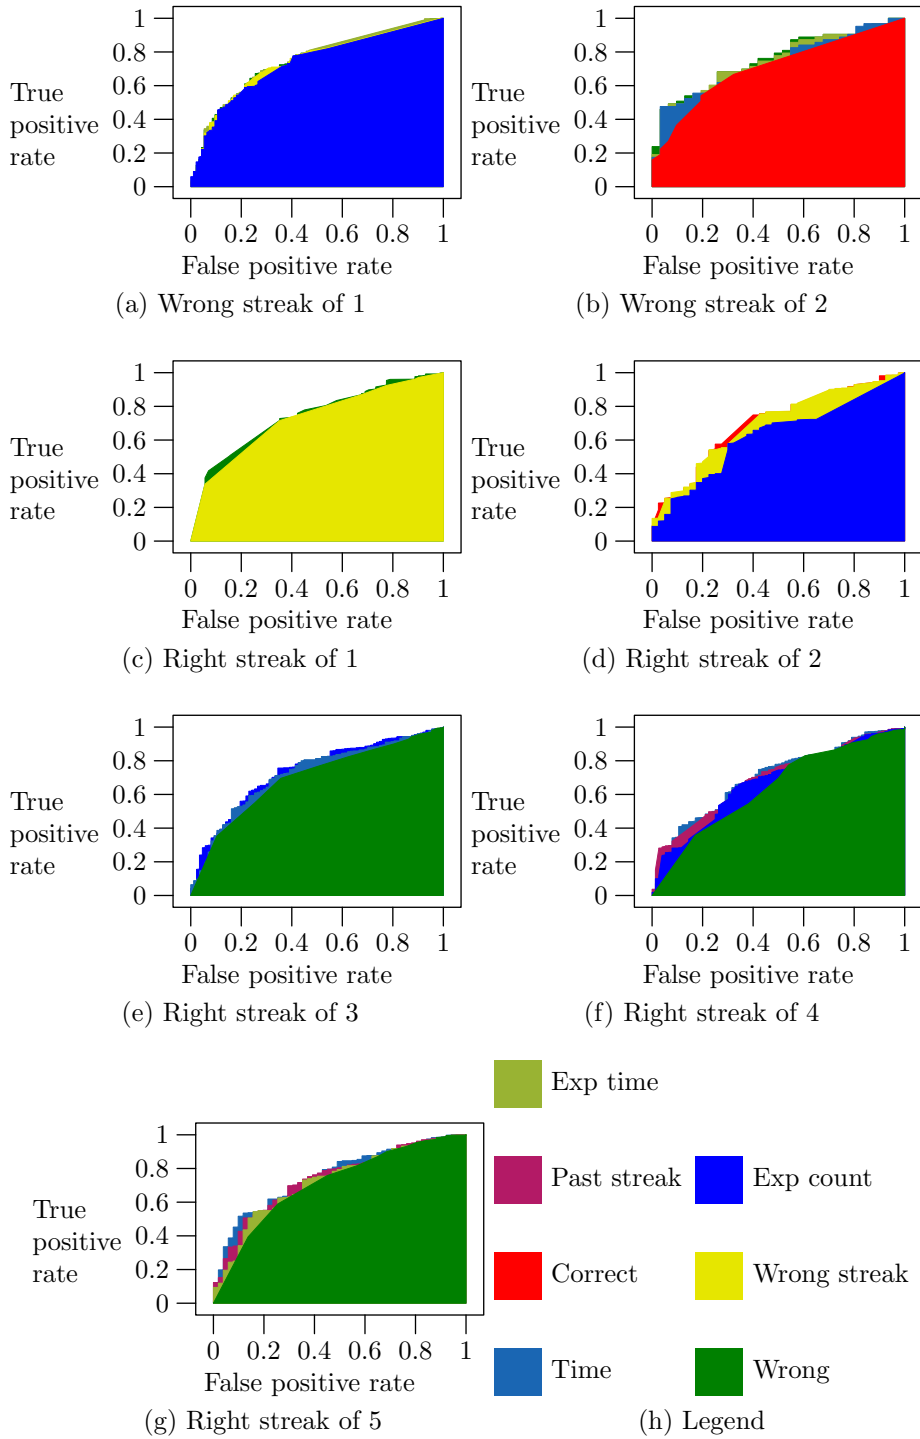 1
0.8
0.6
0.4
0.2
0
True
positive
rate
0 0.2 0.4 0.6 0.8 1
False positive rate
(a) Wrong streak of 1
1
0.8
0.6
0.4
0.2
0
True
positive
rate
0 0.2 0.4 0.6 0.8 1
False positive rate
(b) Wrong streak of 2
1
0.8
0.6
0.4
0.2
0
True
positive
rate
0 0.2 0.4 0.6 0.8 1
False positive rate
(c) Right streak of 1
1
0.8
0.6
0.4
0.2
0
True
positive
rate
0 0.2 0.4 0.6 0.8 1
False positive rate
(d) Right streak of 2
1
0.8
0.6
0.4
0.2
0
True
positive
rate
0 0.2 0.4 0.6 0.8 1
False positive rate
(e) Right streak of 3
1
0.8
0.6
0.4
0.2
0
True
positive
rate
0 0.2 0.4 0.6 0.8 1
False positive rate
(f) Right streak of 4
1
0.8
0.6
0.4
0.2
0
True
positive
rate
0 0.2 0.4 0.6 0.8 1
False positive rate
(g) Right streak of 5
Exp time
Past streak Exp count
Correct Wrong streak
Time Wrong
(h) Legend